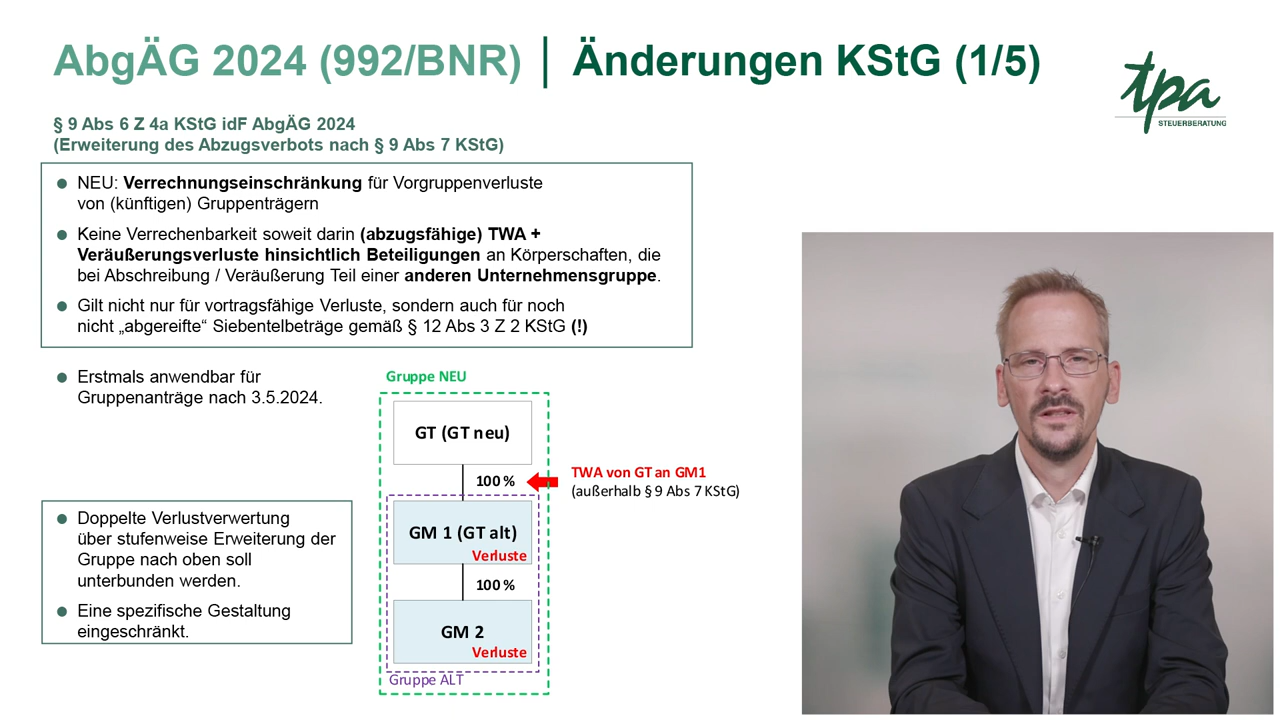 AbgÄG 2024 (992/BNR) | Änderungen KStG (1/5)
tpa
STEUERBERATUNG
§ 9 Abs 6 Z 4a KStG idF AbgÄG 2024
(Erweiterung des Abzugsverbots nach § 9 Abs 7 KStG)
● NEU: Verrechnungseinschränkung für Vorgruppenverluste
von (künftigen) Gruppenträgern
● Keine Verrechenbarkeit soweit darin (abzugsfähige) TWA +
Veräußerungsverluste hinsichtlich Beteiligungen an Körperschaften, die
bei Abschreibung / Veräußerung Teil einer anderen Unternehmensgruppe.
● Gilt nicht nur für vortragsfähige Verluste, sondern auch für noch
nicht „abgereifte“ Siebentelbeträge gemäß § 12 Abs 3 Z 2 KStG (!)
● Erstmals anwendbar für
Gruppenanträge nach 3.5.2024.
● Doppelte Verlustverwertung
über stufenweise Erweiterung der
Gruppe nach oben soll
unterbunden werden.
● Eine spezifische Gestaltung
eingeschränkt.
Gruppe NEU
GT (GT neu)
100 %
TWA von GT an GM1
(außerhalb § 9 Abs 7 KStG)
GM 1 (GT alt)
Verluste
100 %
GM 2
Verluste
Gruppe ALT